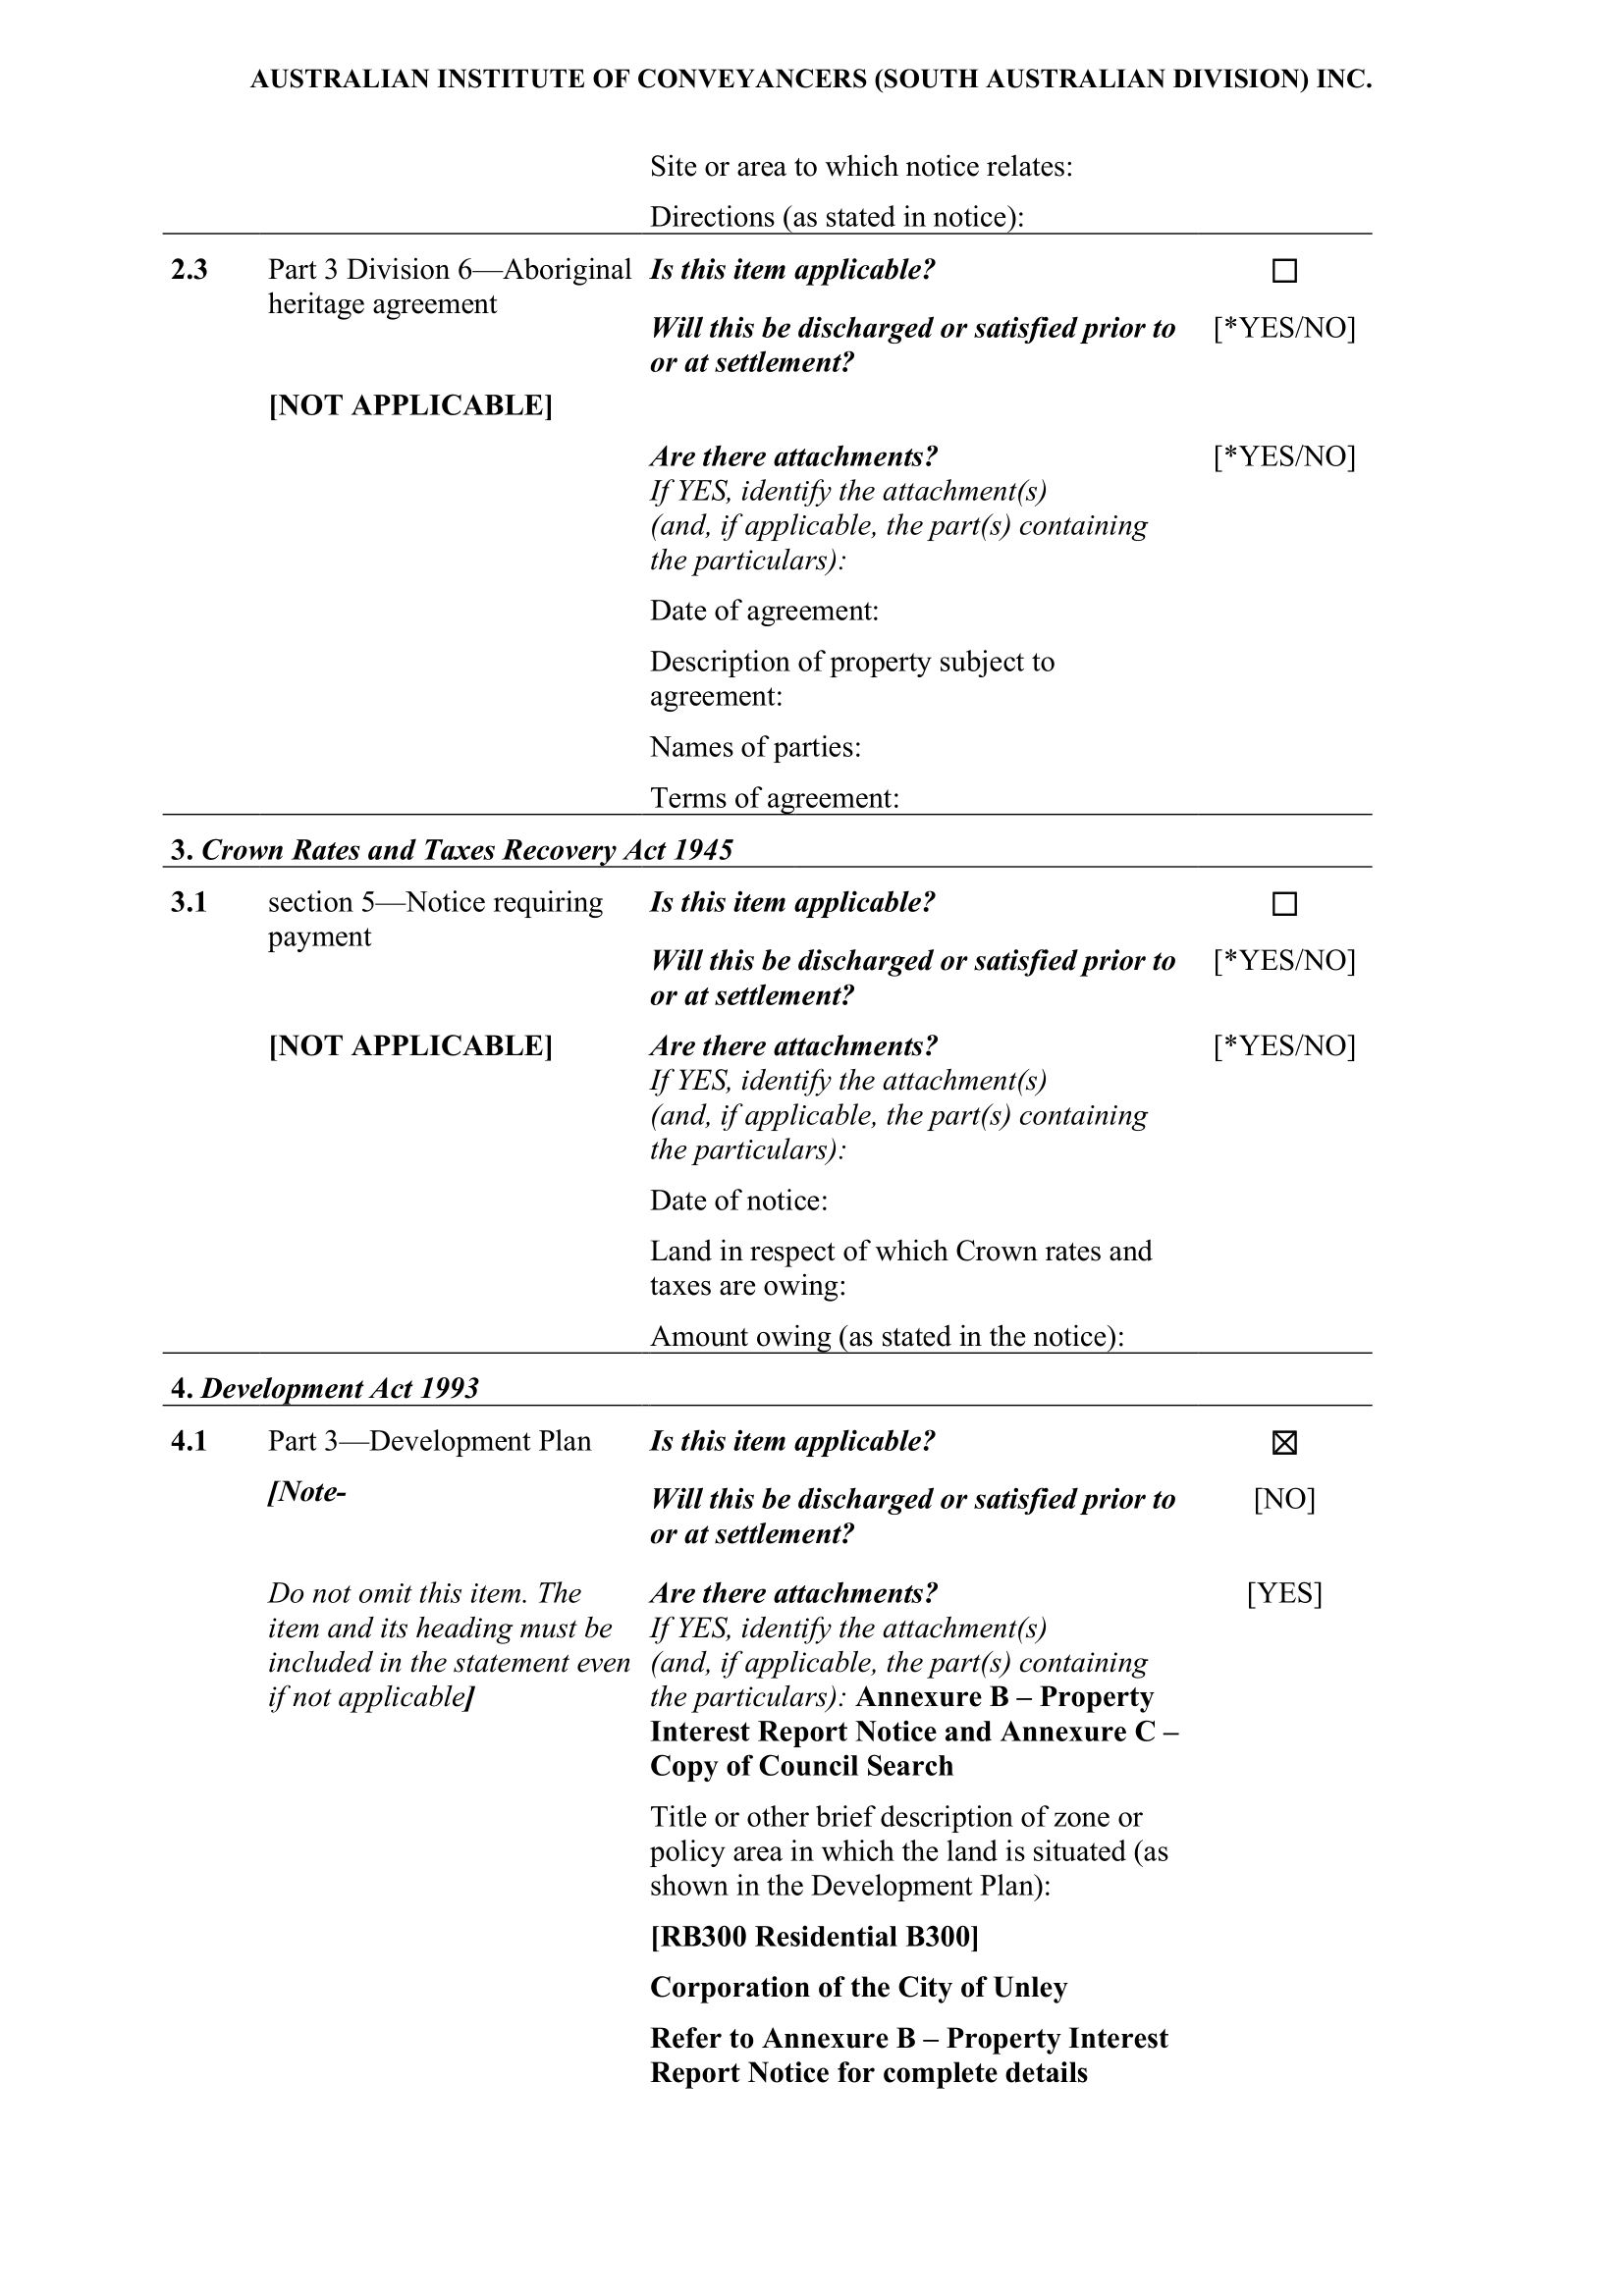 AUSTRALIAN INSTITUTE OF CONVEYANCERS (SOUTH AUSTRALIAN DIVISION) INC.
Site or area to which notice relates:
Directions (as stated in notice):
2.3 Part 3 Division 6—Aboriginal Is this item applicable? ☐
heritage agreement
Will this be discharged or satisfied prior to [*YES/NO]
or at settlement?
[NOT APPLICABLE]
Are there attachments? [*YES/NO]
If YES, identify the attachment(s)
(and, if applicable, the part(s) containing
the particulars):
Date of agreement:
Description of property subject to
agreement:
Names of parties:
Terms of agreement:
3. Crown Rates and Taxes Recovery Act 1945
3.1 section 5—Notice requiring Is this item applicable? ☐
payment
Will this be discharged or satisfied prior to [*YES/NO]
or at settlement?
[NOT APPLICABLE] Are there attachments? [*YES/NO]
If YES, identify the attachment(s)
(and, if applicable, the part(s) containing
the particulars):
Date of notice:
Land in respect of which Crown rates and
taxes are owing:
Amount owing (as stated in the notice):
4. Development Act 1993
4.1 Part 3—Development Plan Is this item applicable? ☒
[Note-
Will this be discharged or satisfied prior to [NO]
or at settlement?
Do not omit this item. The Are there attachments? [YES]
item and its heading must be If YES, identify the attachment(s)
included in the statement even (and, if applicable, the part(s) containing
if not applicable] the particulars): Annexure B – Property
Interest Report Notice and Annexure C –
Copy of Council Search
Title or other brief description of zone or
policy area in which the land is situated (as
shown in the Development Plan):
[RB300 Residential B300]
Corporation of the City of Unley
Refer to Annexure B – Property Interest
Report Notice for complete details